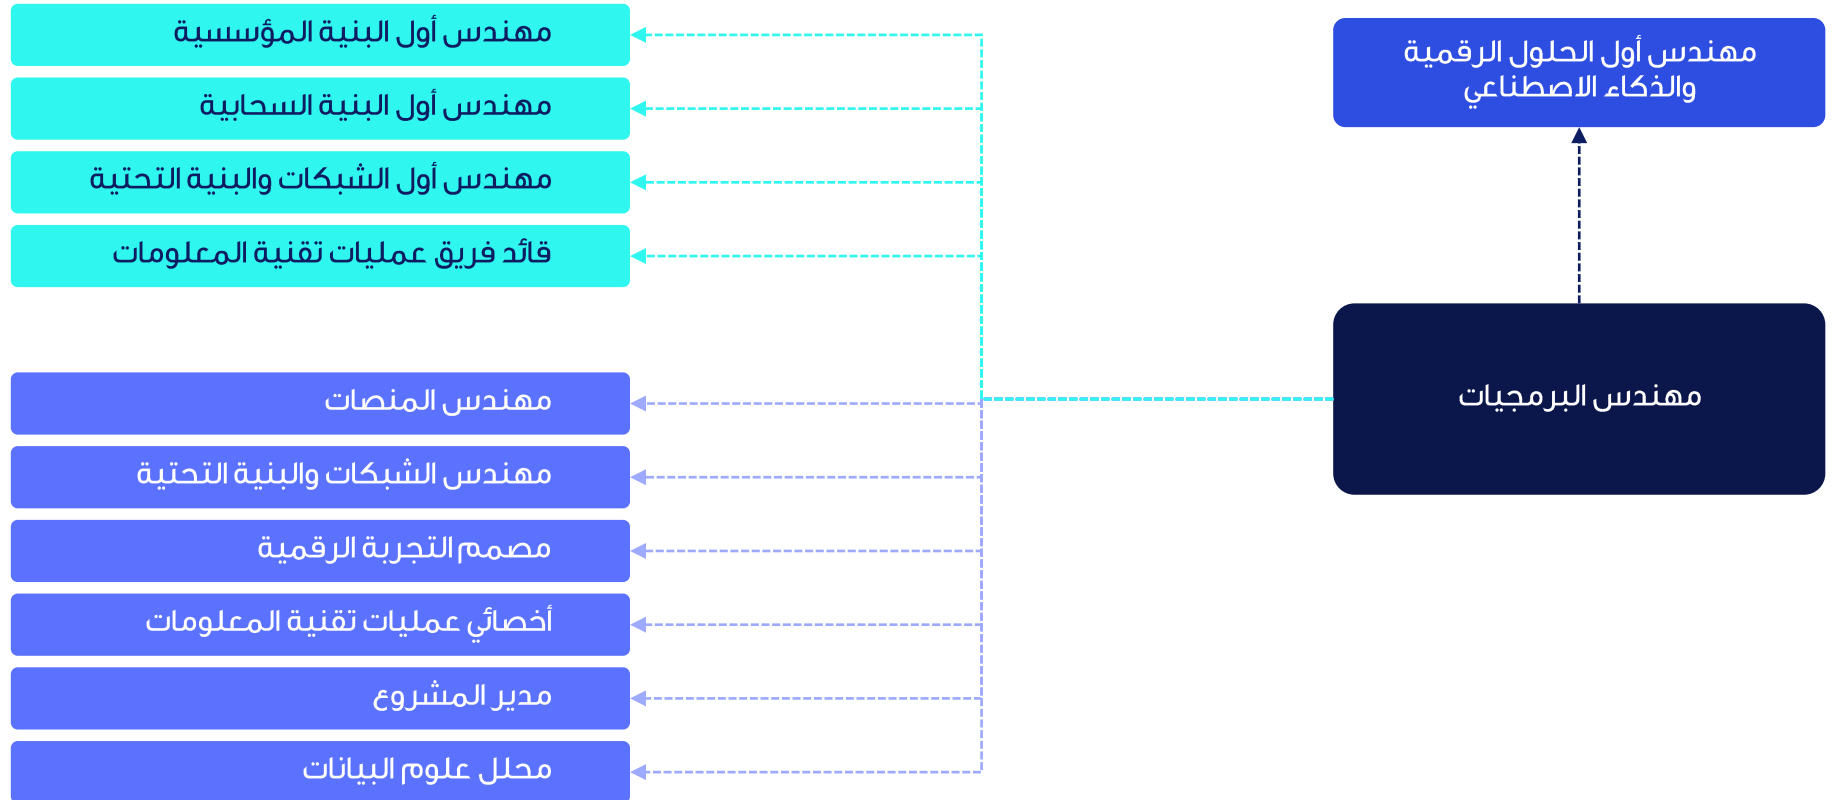 مهندس أول الحلول الرقمية
والذكاء الاصطناعي
مهندس البرمجيات
مهندس أول البنية المؤسسية
مهندس أول البنية السحابية
مهندس أول الشبكات والبنية التحتية
قائد فريق عمليات تقنية المعلومات
مهندس المنصات
مهندس الشبكات والبنية التحتية
مصمم التجربة الرقمية
أخصائي عمليات تقنية المعلومات
مدير المشروع
محلل علوم البيانات